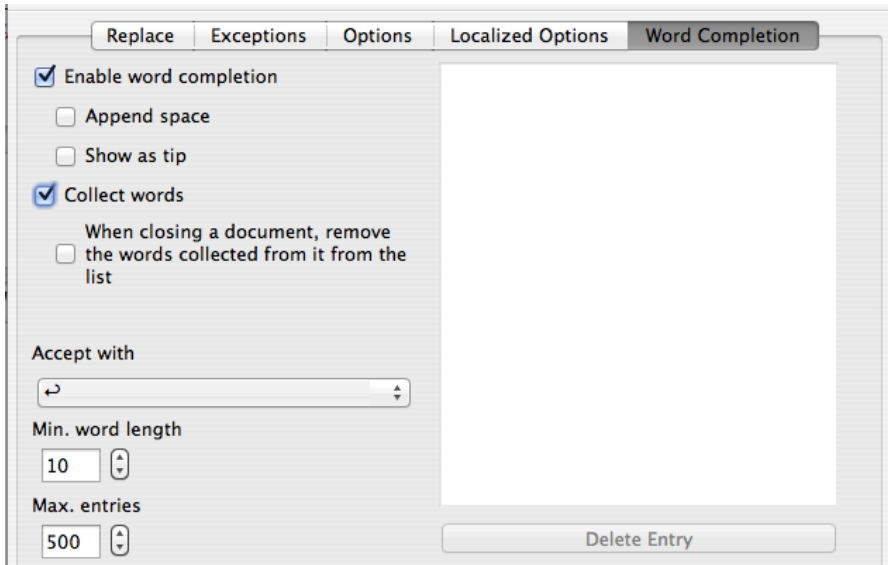 Replace Exceptions Options Localized Options Word Completion
Enable word completion
Append space
Show as tip
Collect words
When closing a document, remove
the words collected from it from the
list
Accept with
↩
Min. word length
10
Max. entries
500
Delete Entry